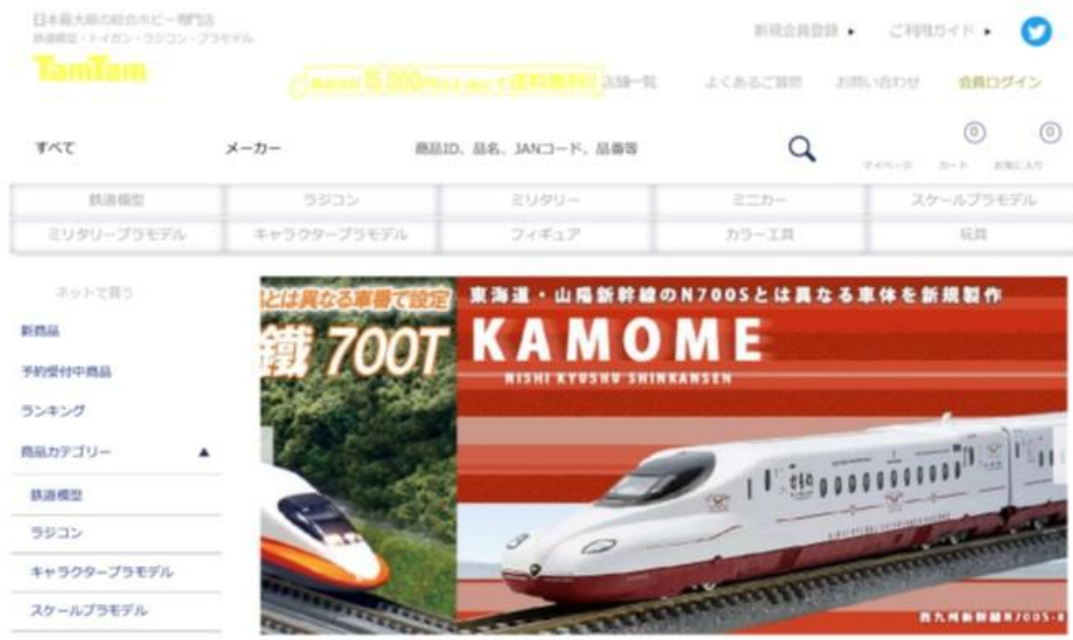 日本最大級の総合ホビー専門店
鉄道模型・トイガン・ラジコン・プラモデル
新規会員登録 ▶ ご利用ガイド ▶
TamTam
15,000 送料無料!! 店舗一覧 よくあるご質問 お問い合わせ 会員ログイン
すべて メーカー 商品ID、品名、JANコード、品番等
0 0
マイページ カート お気に入り
鉄道模型 ラジコン ミリタリー ミニカー スケールプラモデル
ミリタリープラモデル キャラクタープラモデル フィギュア カラー工具 玩具
ネットで買う
新商品
予約受付中商品
ランキング
商品カテゴリー ▲
鉄道模型
ラジコン
キャラクタープラモデル
スケールプラモデル
とは異なる車番で設定
鐵 700T
東海道・山陽新幹線のN700Sとは異なる車体を新規製作
KAMOME
NISHI KYUSHU SHINKANSEN
西九州新幹線N700S-8